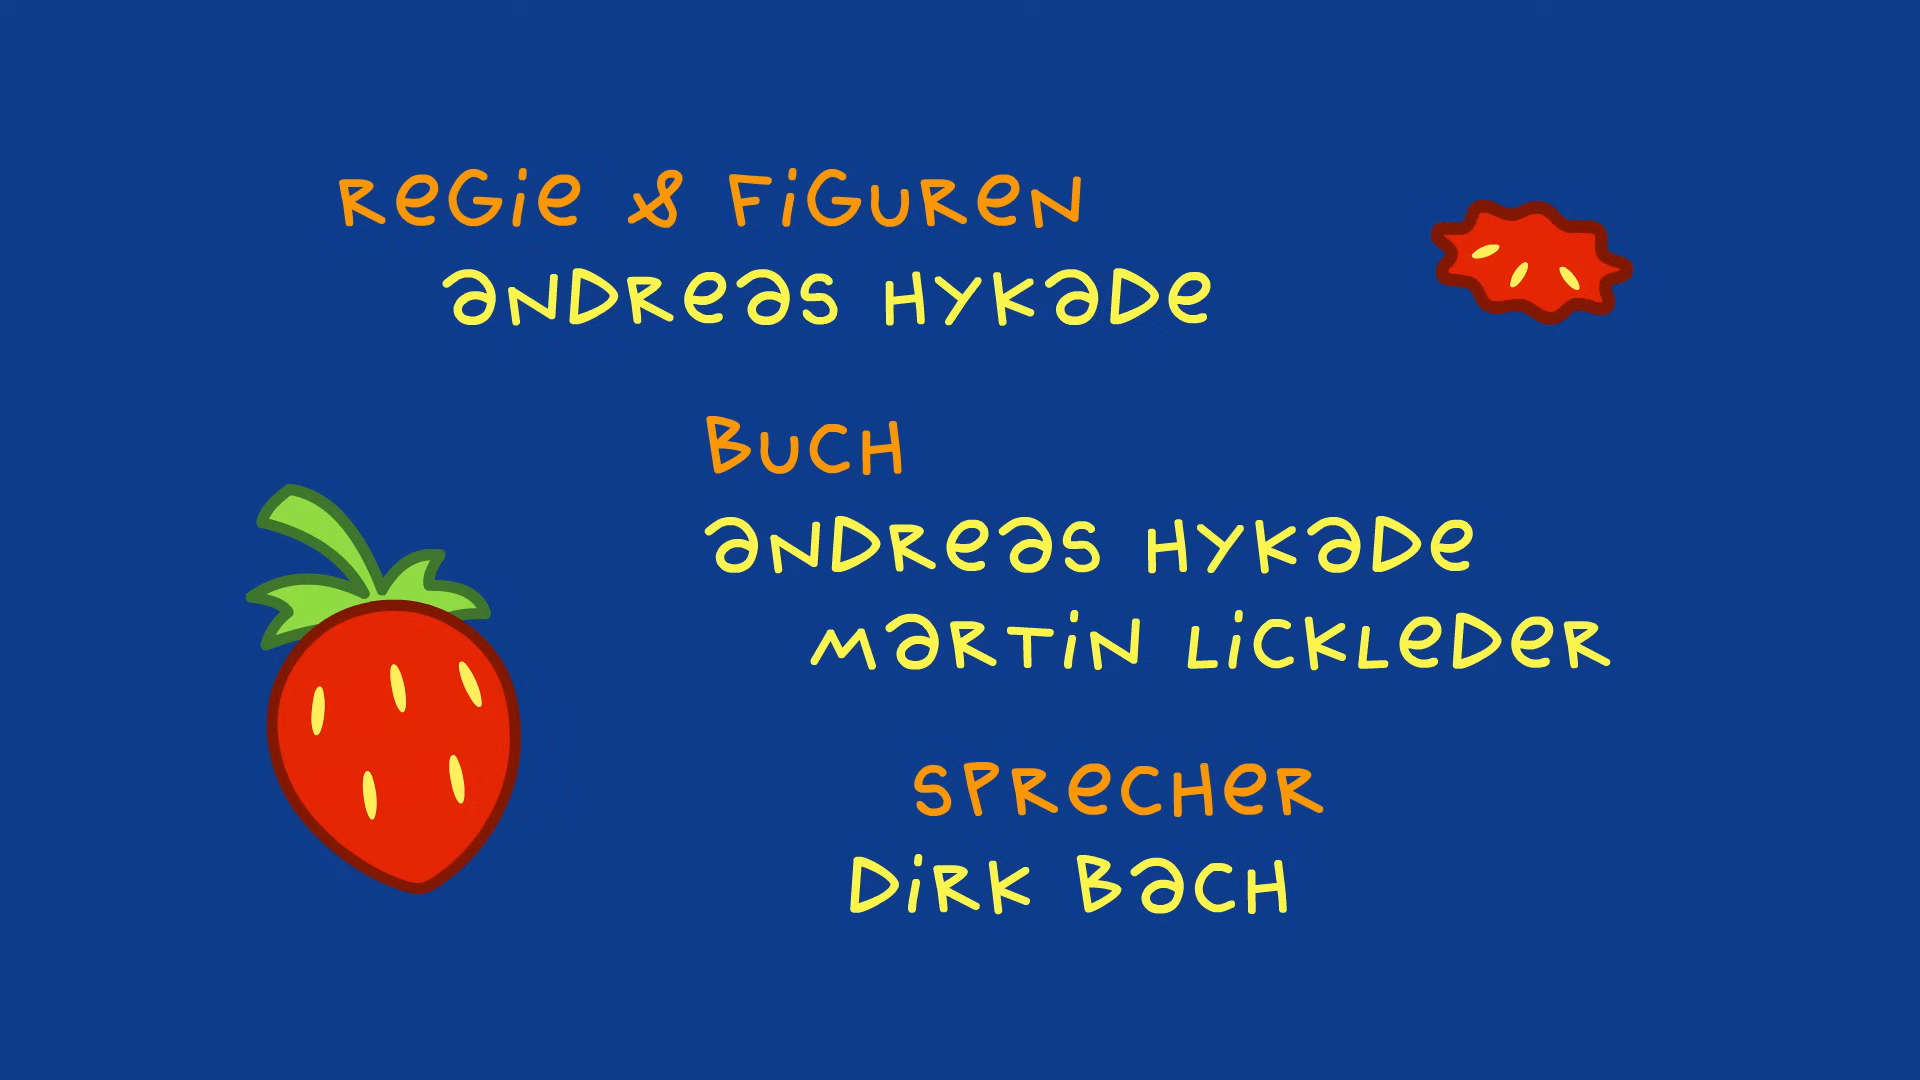 Regie & Figuren
Andreas Hykade
Buch
Andreas Hykade
Martin Lickleder
Sprecher
Dirk Bach